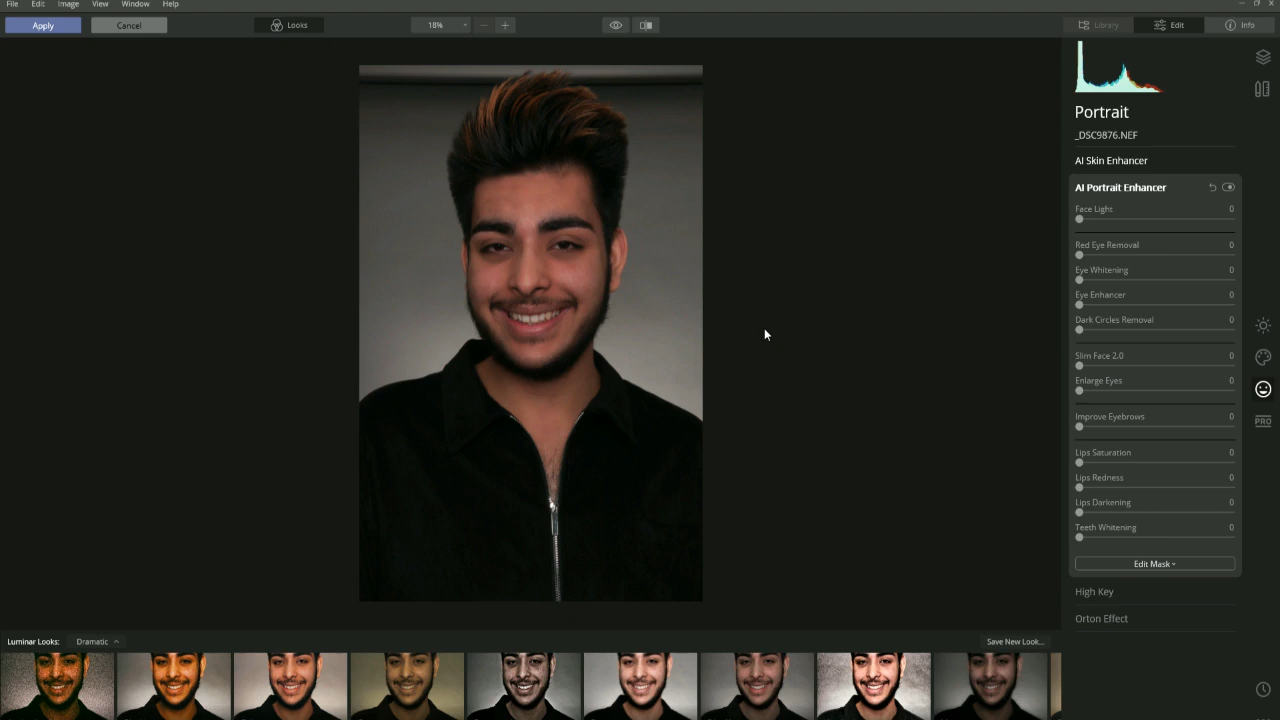 File Edit Image View Window Help
Apply Cancel Looks 18% Library Edit Info
Portrait
_DSC9876.NEF
AI Skin Enhancer
AI Portrait Enhancer
Face Light 0
Red Eye Removal 0
Eye Whitening 0
Eye Enhancer 0
Dark Circles Removal 0
Slim Face 2.0 0
Enlarge Eyes 0
Improve Eyebrows 0
PRO
Lips Saturation 0
Lips Redness 0
Lips Darkening 0
Teeth Whitening 0
Edit Mask
High Key
Orton Effect
Luminar Looks: Dramatic Save New Look...